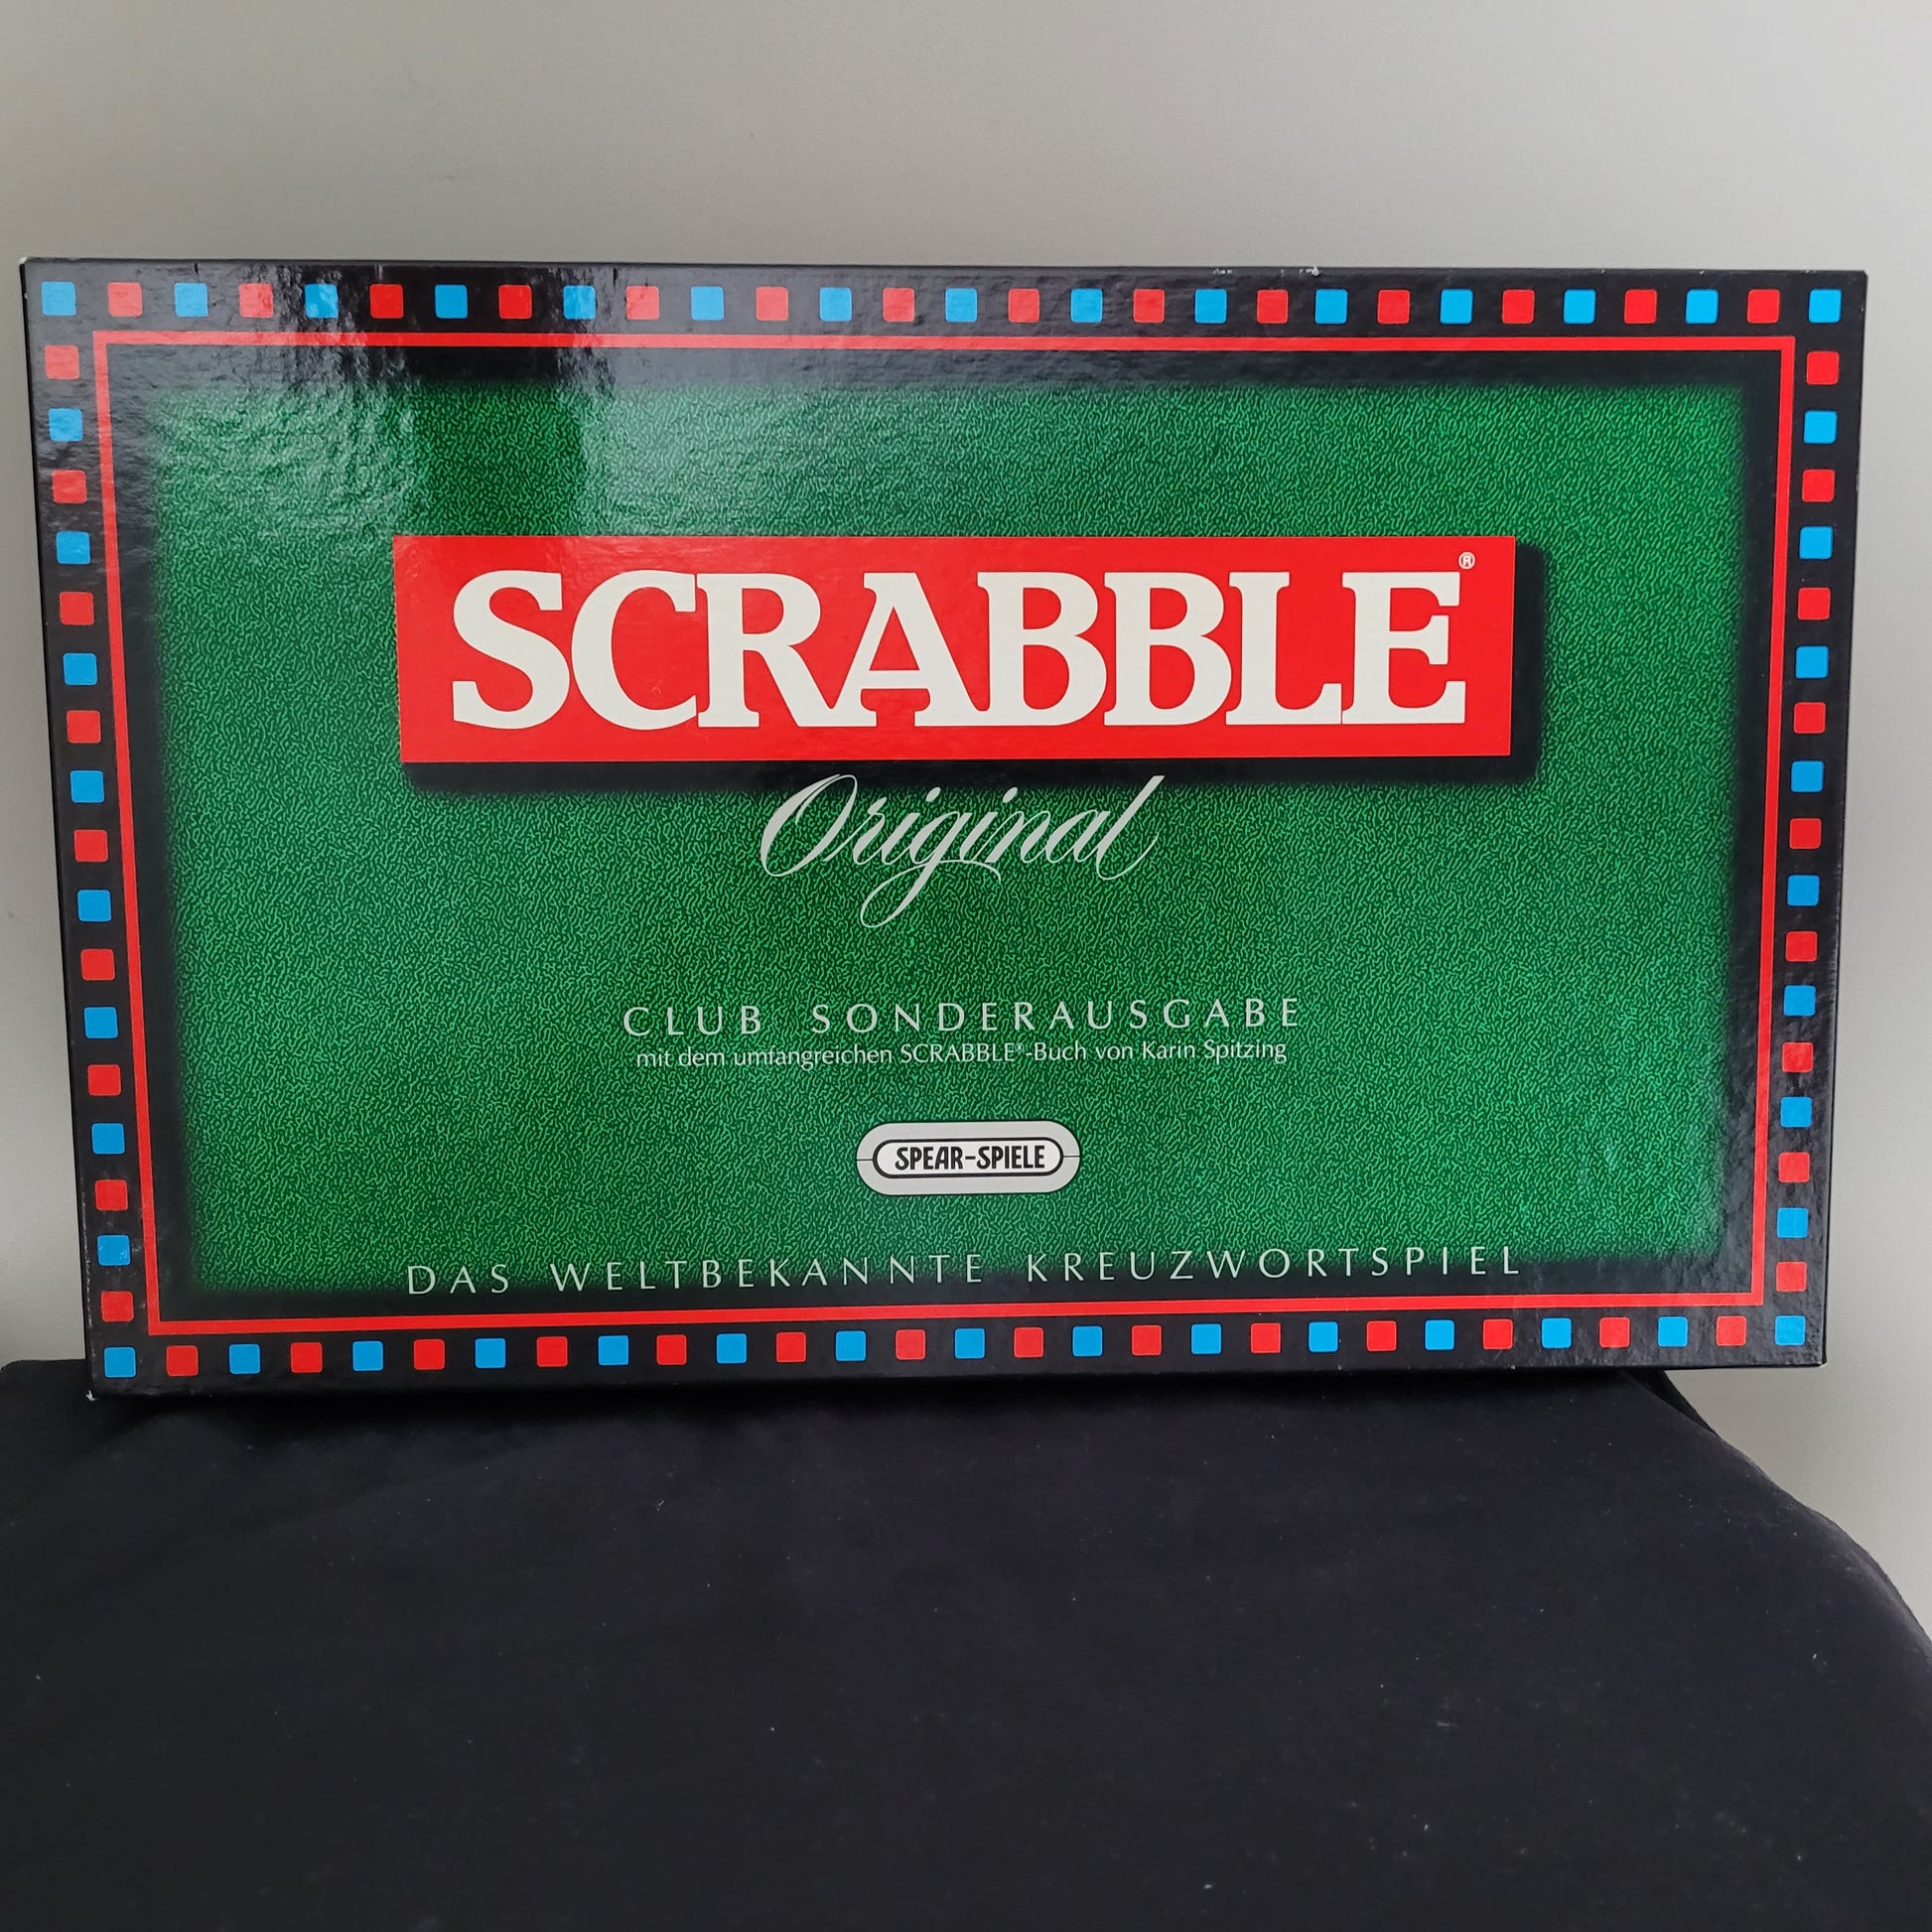 SCRABBLE®
Original
CLUB SONDERAUSGABE
mit dem umfangreichen SCRABBLE®-Buch von Karin Spitzing
SPEAR-SPIELE
DAS WELTBEKANNTE KREUZWORTSPIEL